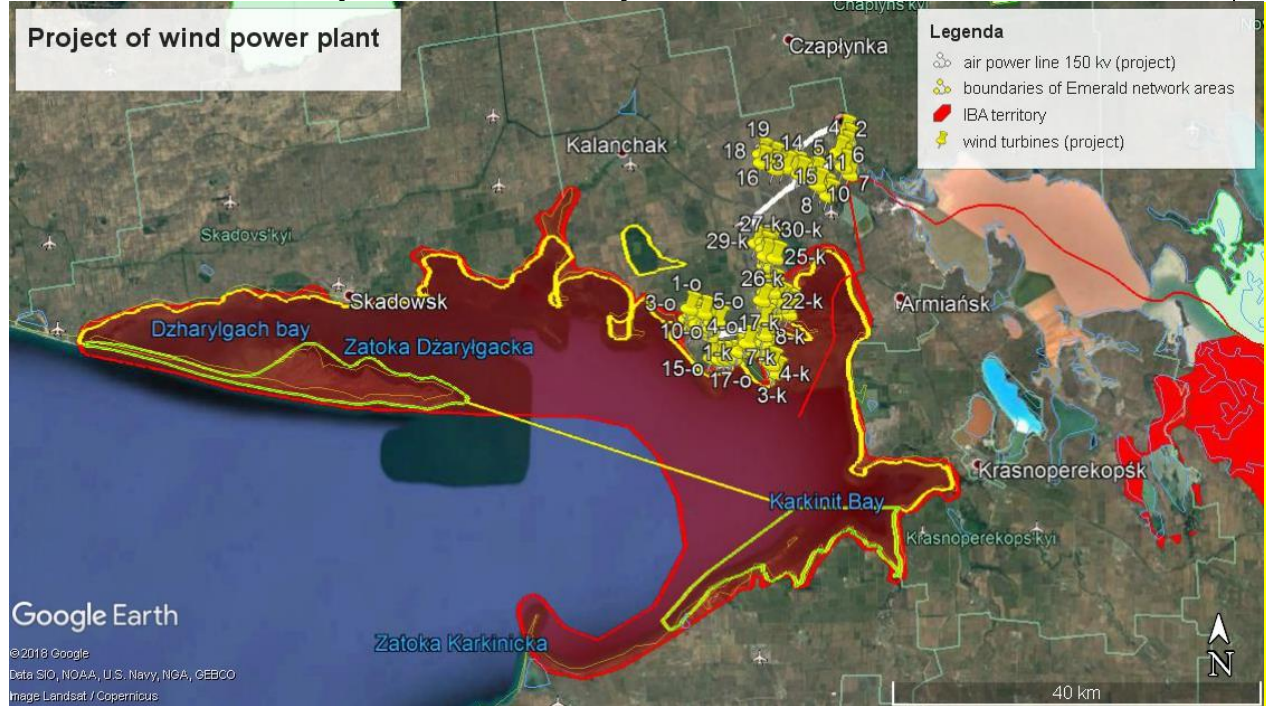 Chaplyns'kyi
Project of wind power plant
Legenda
air power line 150 kv (project)
boundaries of Emerald network areas
IBA territory
wind turbines (project)
Czapłynka
Kalanchak
19
14
4
2
18
13
5
11
6
16
15
10
7
8
Skadovs'kyi
27-k
30-k
29-k
25-k
26-k
1-o
3-o
5-o
22-k
10-o
4-o
17-k
8-k
15-o
1-k
7-k
17-o
4-k
3-k
Skadowsk
Armiańsk
Dzharylgach bay
Zatoka Dżaryłgacka
Krasnoperekopśk
Karkinit Bay
Krasnoperekops'kyi
Zatoka Karkinicka
Google Earth
©2018 Google
Data SIO, NOAA, U.S. Navy, NGA, GEBCO
Image Landsat / Copernicus
N
40 km